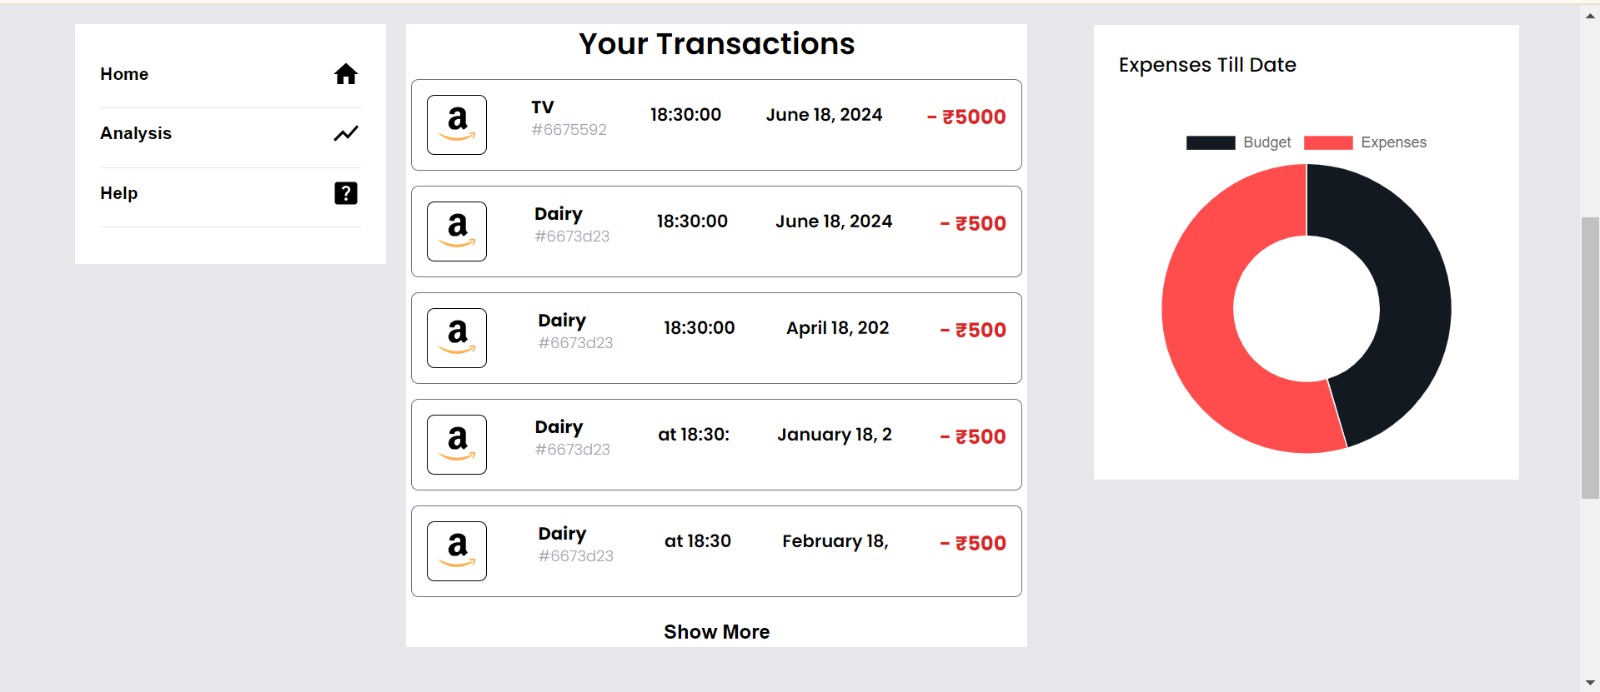 Home
Analysis
Help
?
Your Transactions
a
TV
#6675592
18:30:00
June 18, 2024
- ₹5000
a
Dairy
#6673d23
18:30:00
June 18, 2024
- ₹500
a
Dairy
#6673d23
18:30:00
April 18, 202
- ₹500
a
Dairy
#6673d23
at 18:30:
January 18, 2
- ₹500
a
Dairy
#6673d23
at 18:30
February 18,
- ₹500
Show More
Expenses Till Date
Budget
Expenses